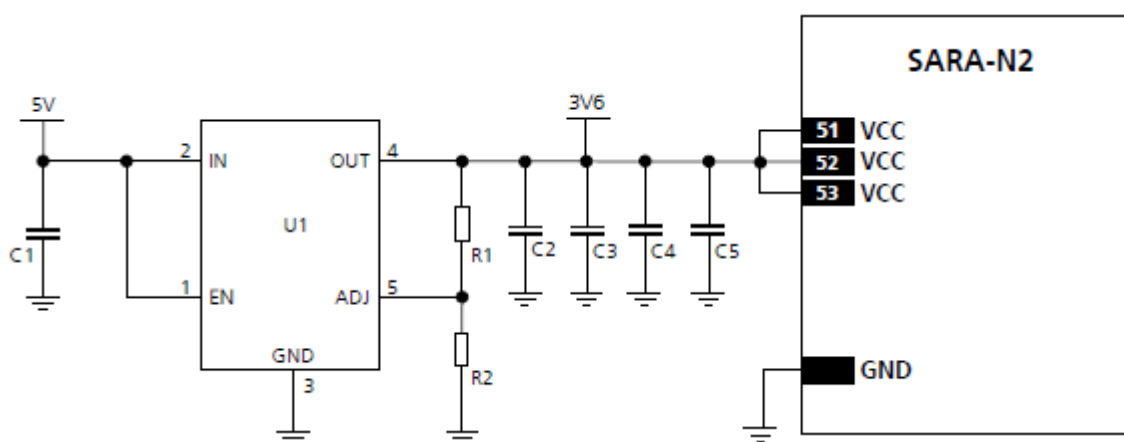 SARA-N2
5V
3V6
51 VCC
2 IN OUT 4
52 VCC
53 VCC
U1
C1
R1 C2 C3 C4 C5
1 EN ADJ 5
GND
3
R2
GND